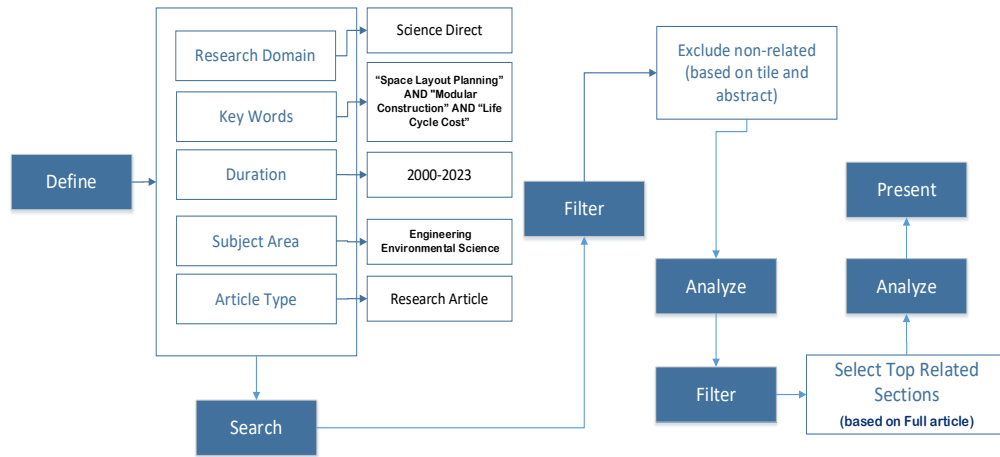 Define
Research Domain
Science Direct
Key Words
“Space Layout Planning”
AND "Modular
Construction” AND “Life
Cycle Cost”
Duration
2000-2023
Subject Area
Engineering
Environmental Science
Article Type
Research Article
Search
Filter
Exclude non-related
(based on tile and
abstract)
Analyze
Filter
Select Top Related
Sections
(based on Full article)
Analyze
Present